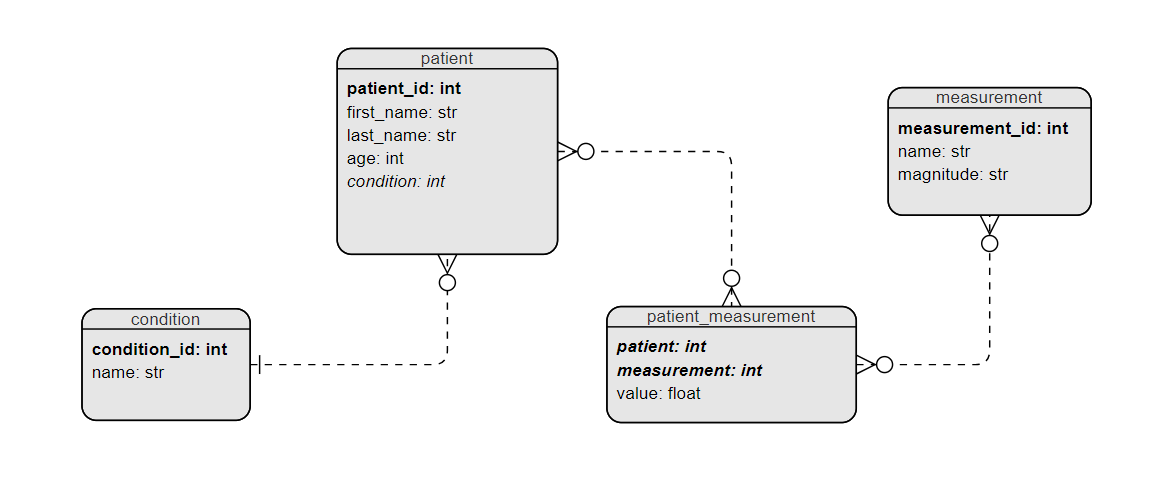 patient
patient_id: int
first_name: str
last_name: str
age: int
condition: int
measurement
measurement_id: int
name: str
magnitude: str
condition
condition_id: int
name: str
patient_measurement
patient: int
measurement: int
value: float